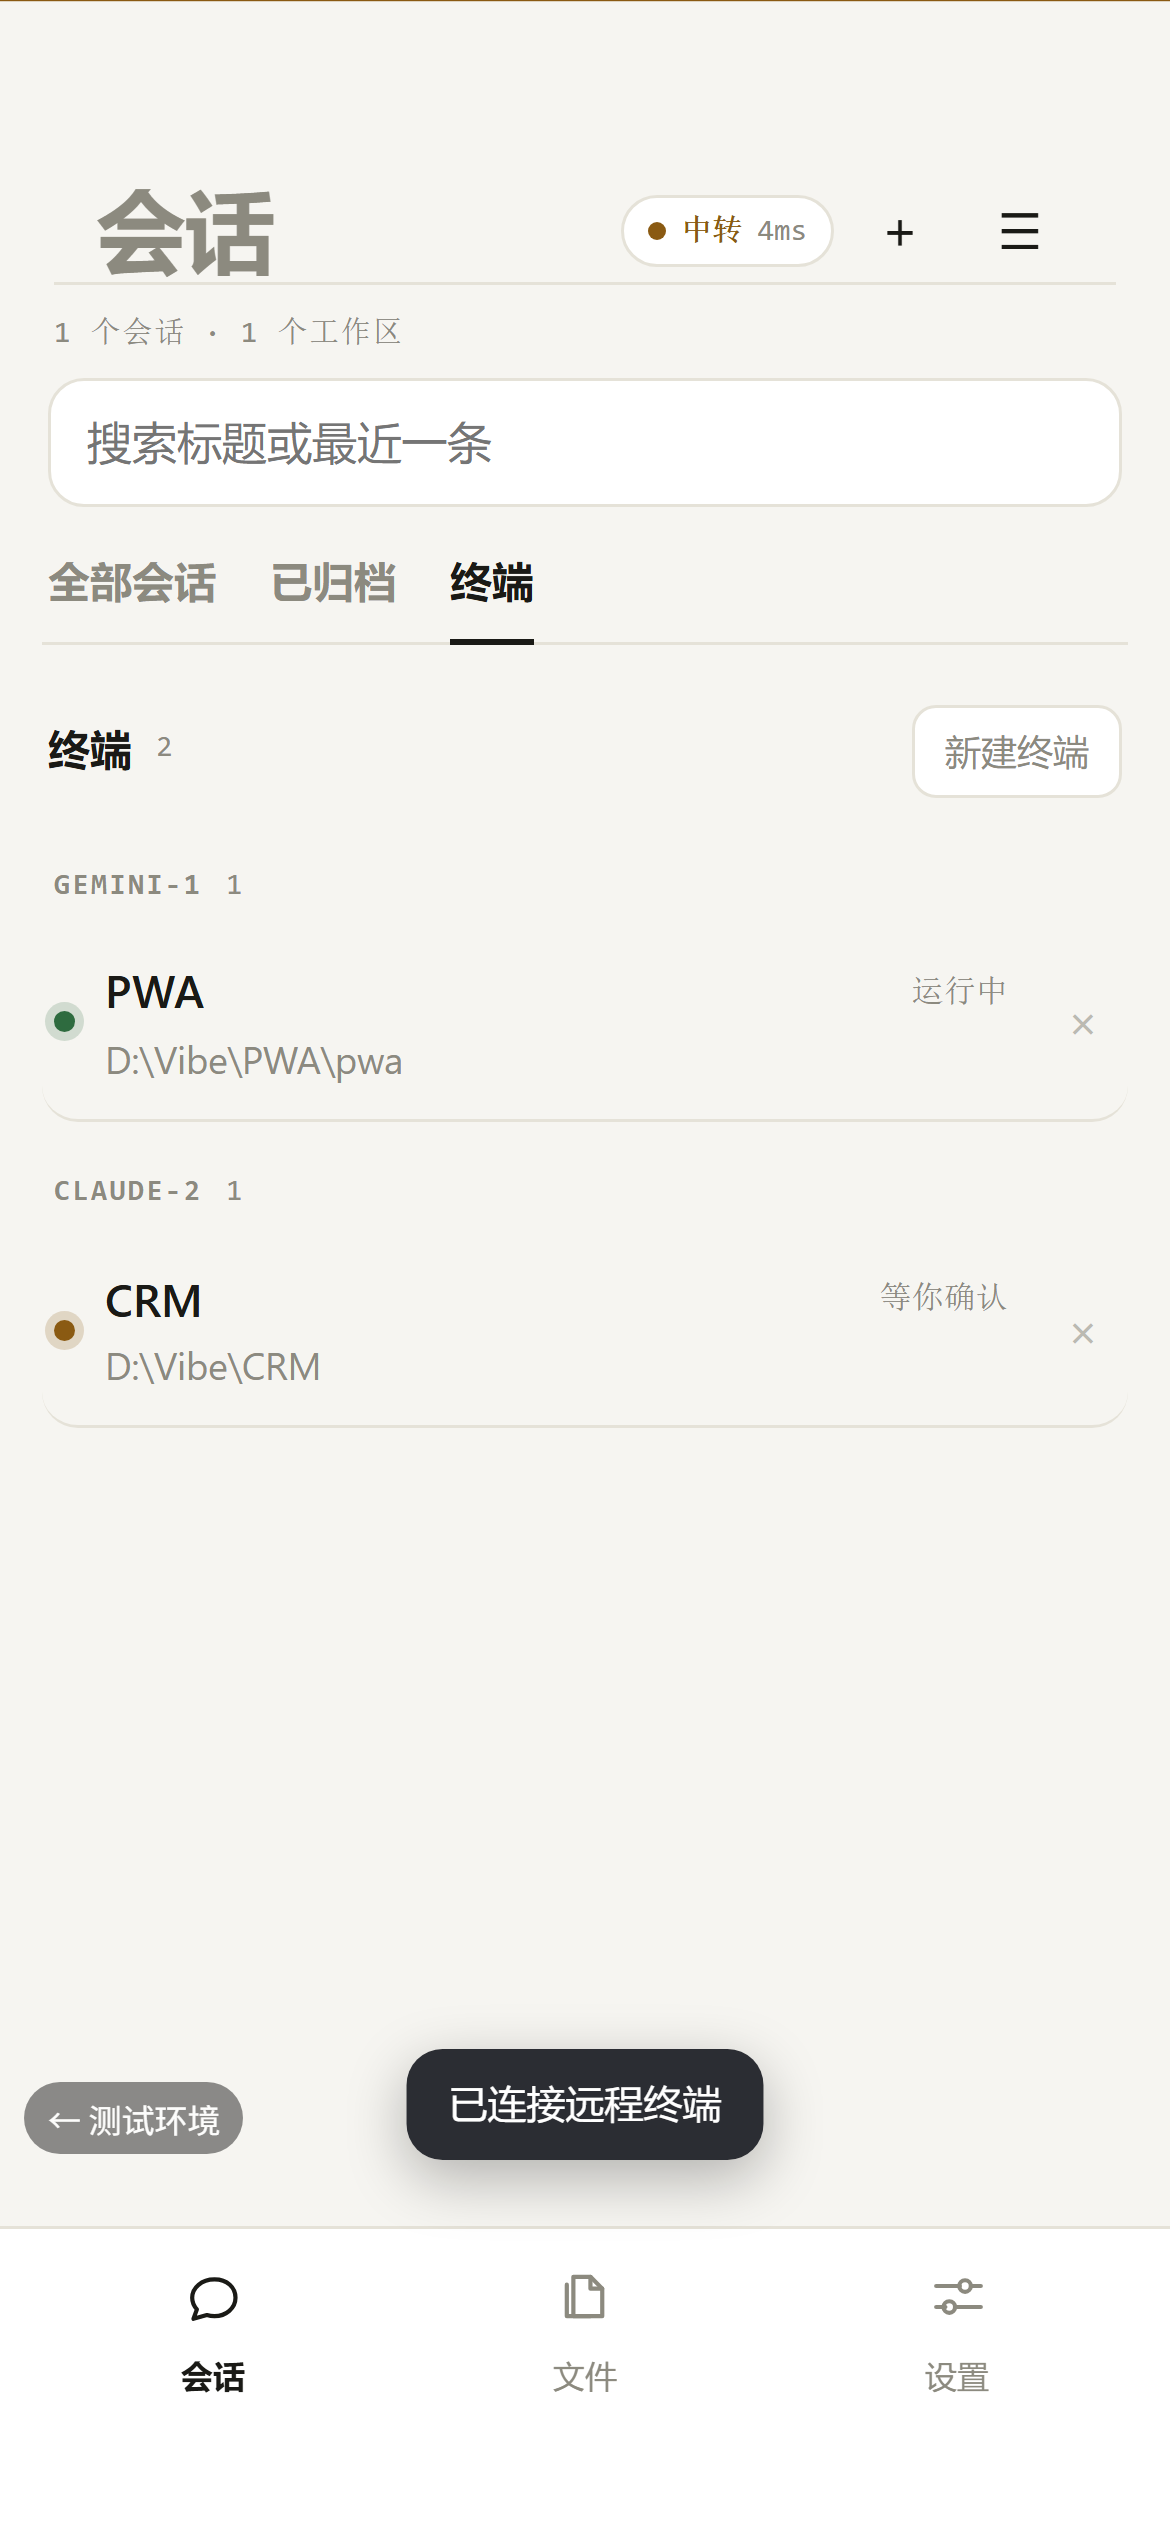 会话
中转 4ms
+
1 个会话 · 1 个工作区
搜索标题或最近一条
全部会话 已归档 终端
终端 2
新建终端
GEMINI-1 1
PWA
运行中
D:\Vibe\PWA\pwa
×
CLAUDE-2 1
CRM
等你确认
D:\Vibe\CRM
×
← 测试环境
已连接远程终端
会话 文件 设置